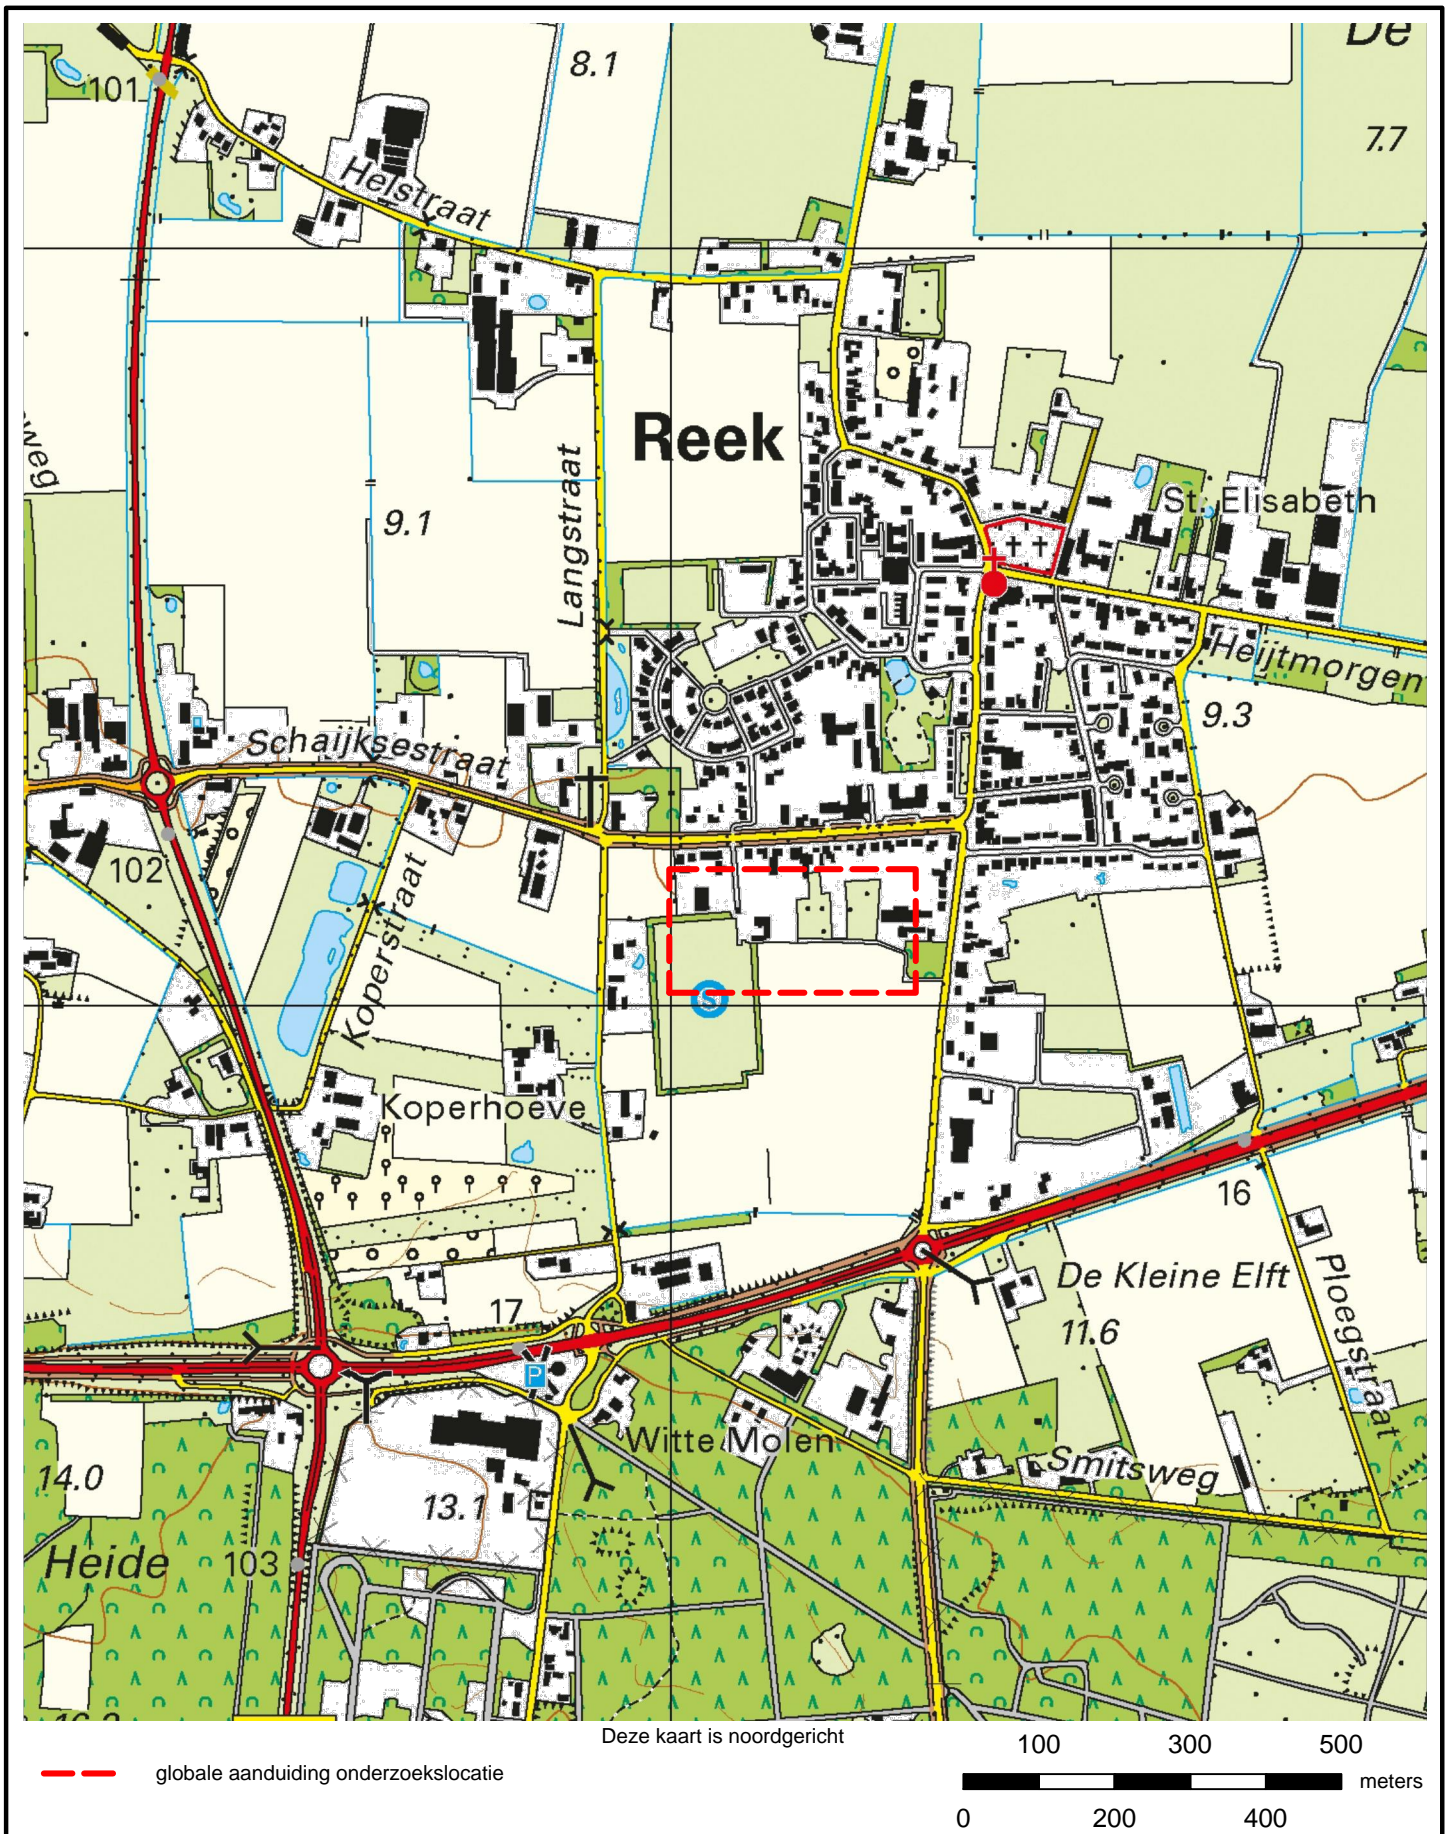 De
8.1
101
7.7
Helstraat
Reek
weg
Langstraat
9.1
St. Elisabeth
Heijtmorgen
9.3
Schaijksestraat
102
Koperstraat
S
Koperhoeve
16
De Kleine Elft
17
11.6
Ploegstraat
P
Witte Molen
Smitsweg
14.0
13.1
Heide
103
Deze kaart is noordgericht
100 300 500
globale aanduiding onderzoekslocatie
meters
0 200 400